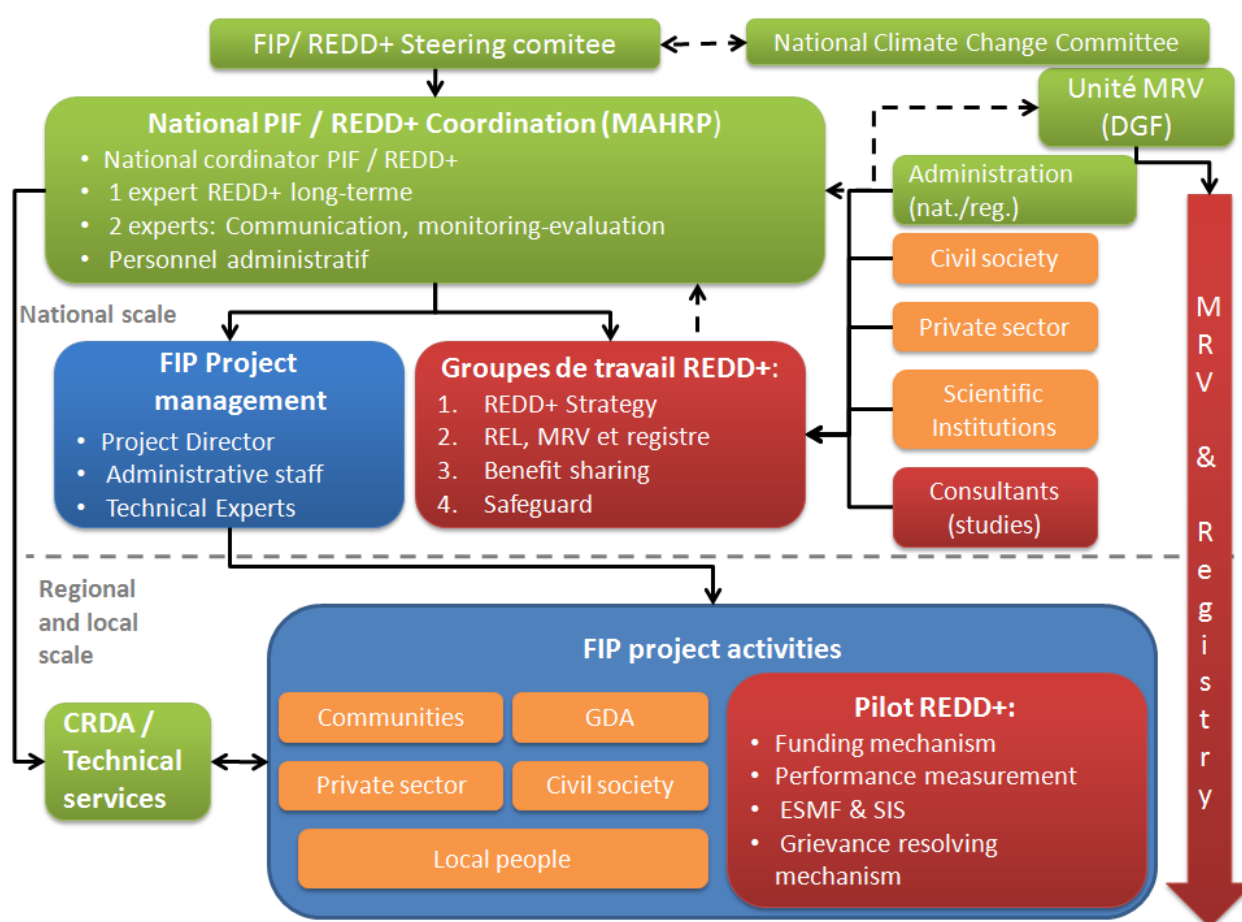 FIP/ REDD+ Steering comitee
National Climate Change Committee
Unité MRV
(DGF)
National PIF / REDD+ Coordination (MAHRP)
• National cordinator PIF / REDD+
• 1 expert REDD+ long-terme
• 2 experts: Communication, monitoring-evaluation
• Personnel administratif
Administration
(nat./reg.)
Civil society
Private sector
Scientific
Institutions
Consultants
(studies)
National scale
FIP Project
management
• Project Director
• Administrative staff
• Technical Experts
Groupes de travail REDD+:
1. REDD+ Strategy
2. REL, MRV et registre
3. Benefit sharing
4. Safeguard
MRV & Registry
Regional
and local
scale
CRDA /
Technical
services
FIP project activities
Communities
GDA
Private sector
Civil society
Local people
Pilot REDD+:
• Funding mechanism
• Performance measurement
• ESMF & SIS
• Grievance resolving
mechanism